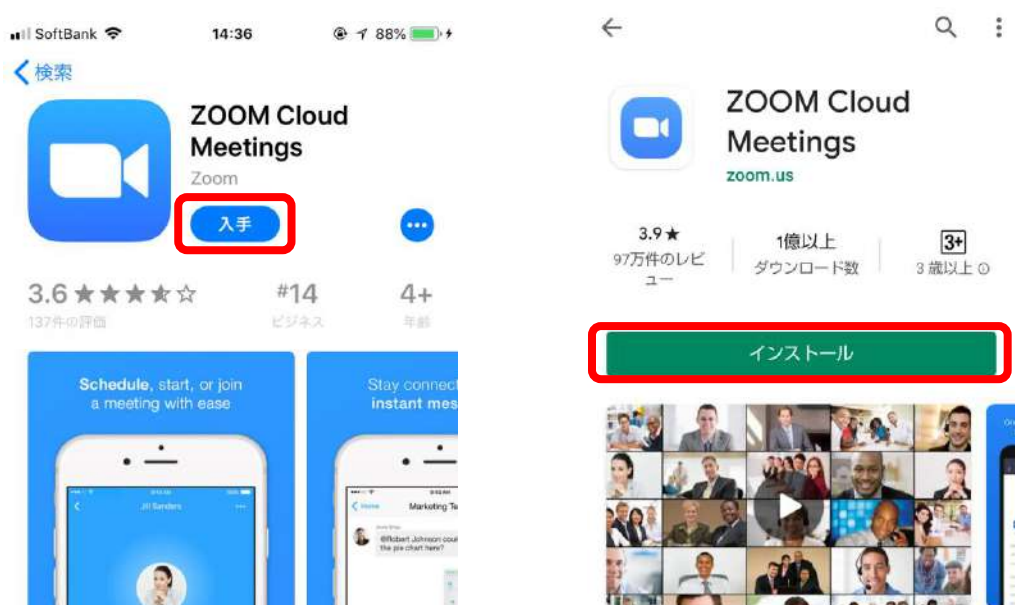 SoftBank 14:36 88%
検索
ZOOM Cloud
Meetings
Zoom
入手
3.6 #14 4+
137件の評価 ビジネス 年齢
Schedule, start, or join
a meeting with ease
Stay connec
instant mes
Jill Sanders
Home Marketing Te
@Robert Johnson coul
the pie chart here?
ZOOM Cloud
Meetings
zoom.us
3.9★
97万件のレビ
ュー
1億以上
ダウンロード数
3+
3 歳以上
インストール